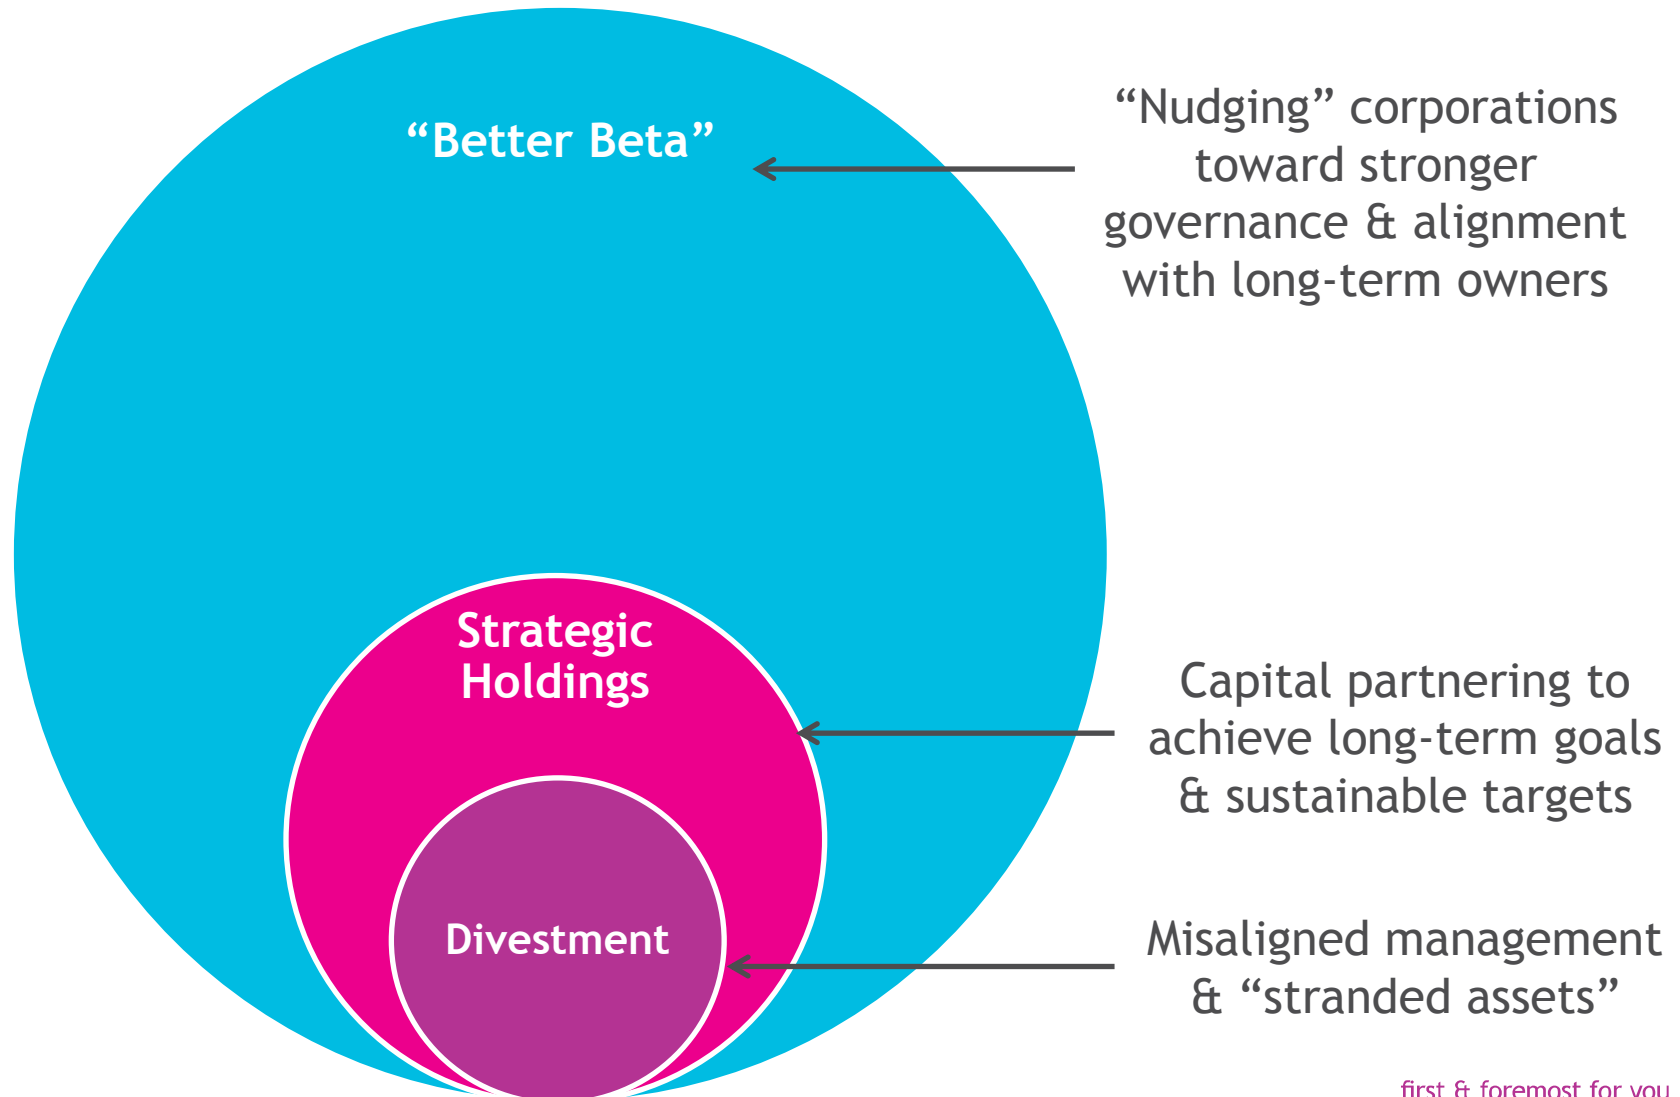 “Better Beta”
“Nudging” corporations
toward stronger
governance & alignment
with long-term owners
Strategic
Holdings
Capital partnering to
achieve long-term goals
& sustainable targets
Divestment
Misaligned management
& “stranded assets”
first & foremost for you